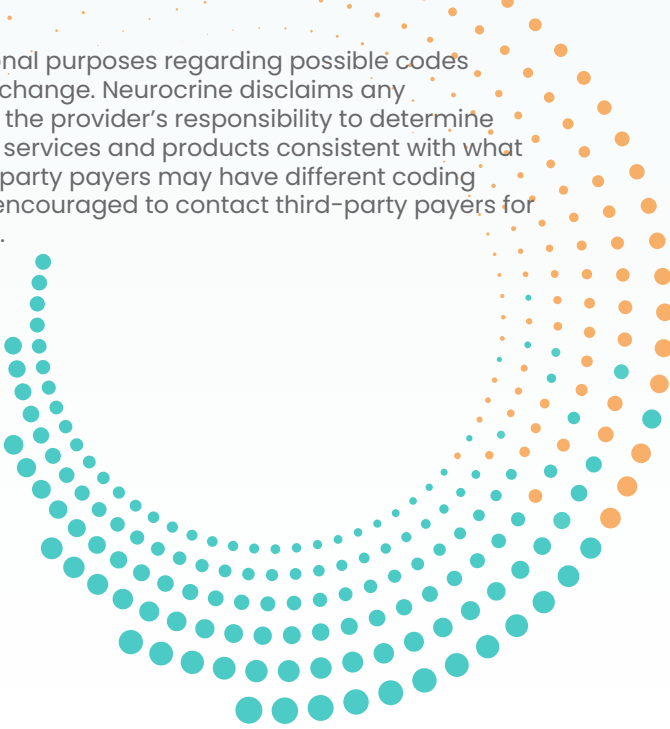 nal purposes regarding possible codes
change. Neurocrine disclaims any
the provider’s responsibility to determine
services and products consistent with what
party payers may have different coding
encouraged to contact third-party payers for
.